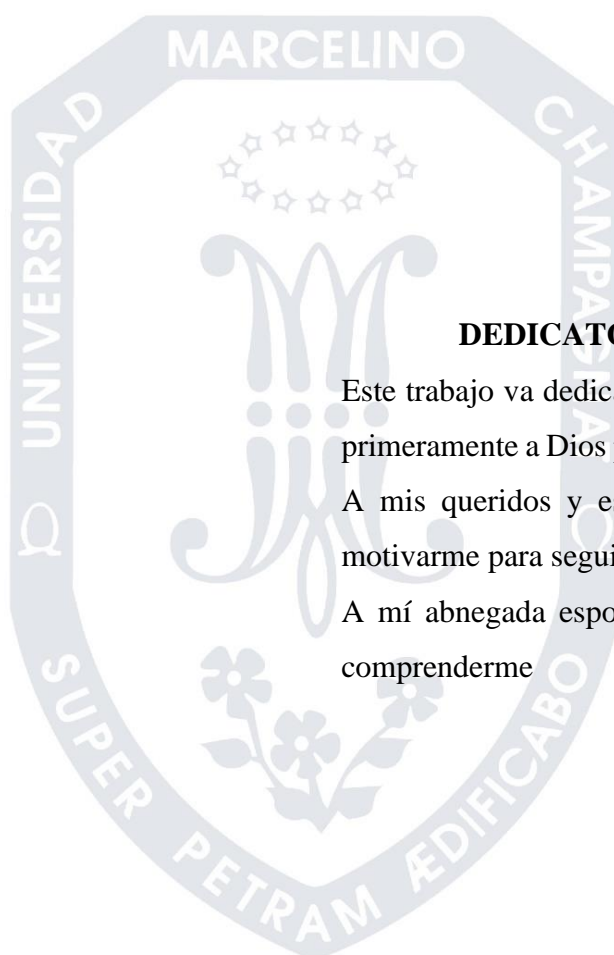 UNIVERSIDAD
MARCELINO
CHAMPAGNAT
DEDICATO
Este trabajo va dedic
primeramente a Dios
A mis queridos y e
motivarme para segui
A mí abnegada espo
comprenderme
SUPER PETRAM ÆDIFICABO